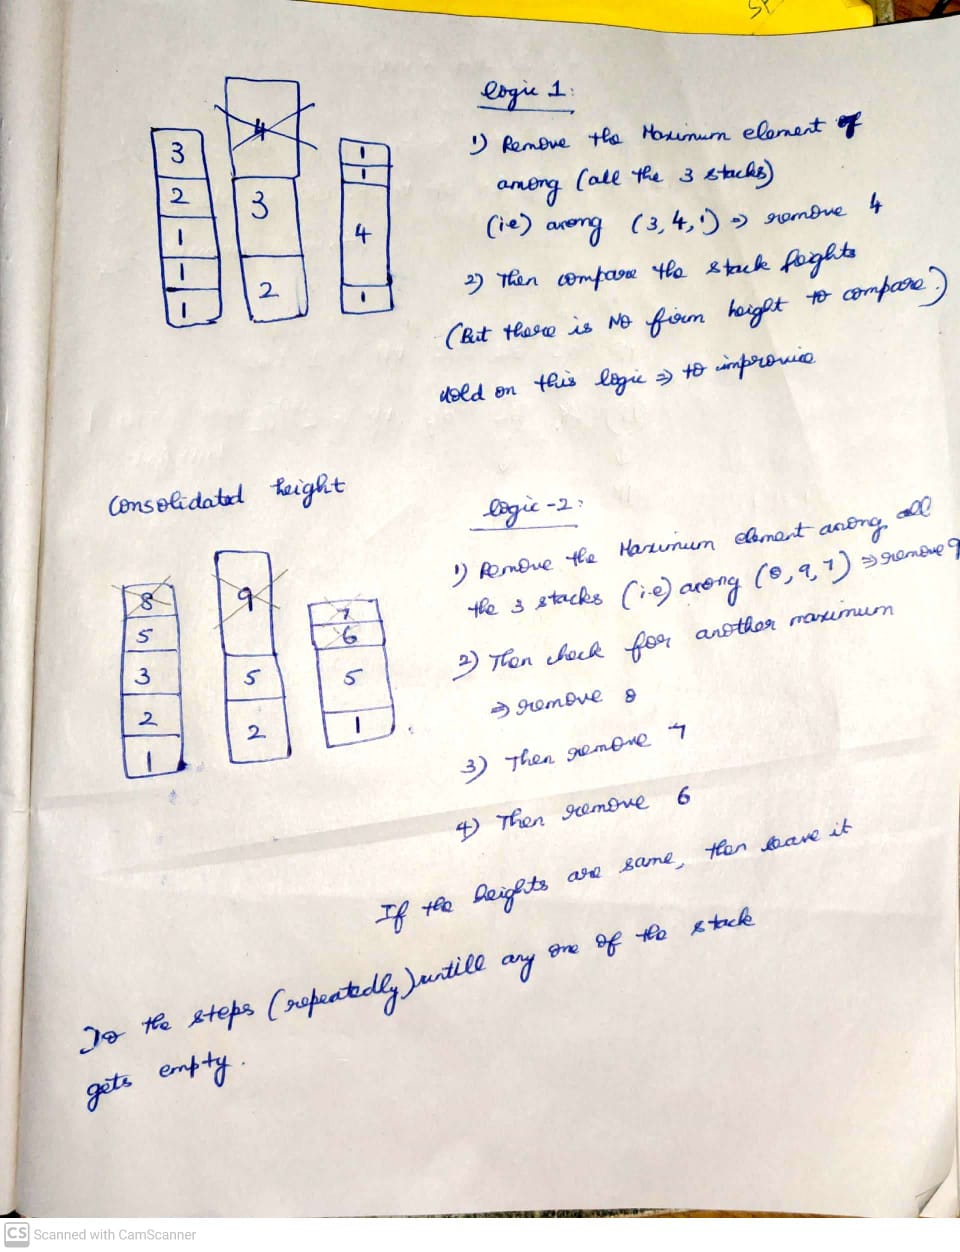 SP
logic 1:
1) Remove the Maximum element of
among (all the 3 stacks)
(i.e) among (3, 4, 1) ⇒ remove 4
2) Then compare the stack heights
(But there is No firm height to compare.)
Hold on this logic ⇒ to improvise
3
2
1
1
1
4
3
2
1
1
4
1
Consolidated height
logic -2:
1) Remove the Maximum element among all
the 3 stacks (i.e) among (8, 9, 7) ⇒ remove 9
2) Then check for another maximum
⇒ remove 8
3) Then remove 7
4) Then remove 6
8
5
3
2
1
9
5
2
7
6
5
1
If the heights are same, then leave it
Do the steps (repeatedly) untill any one of the stack
gets empty.
CS Scanned with CamScanner